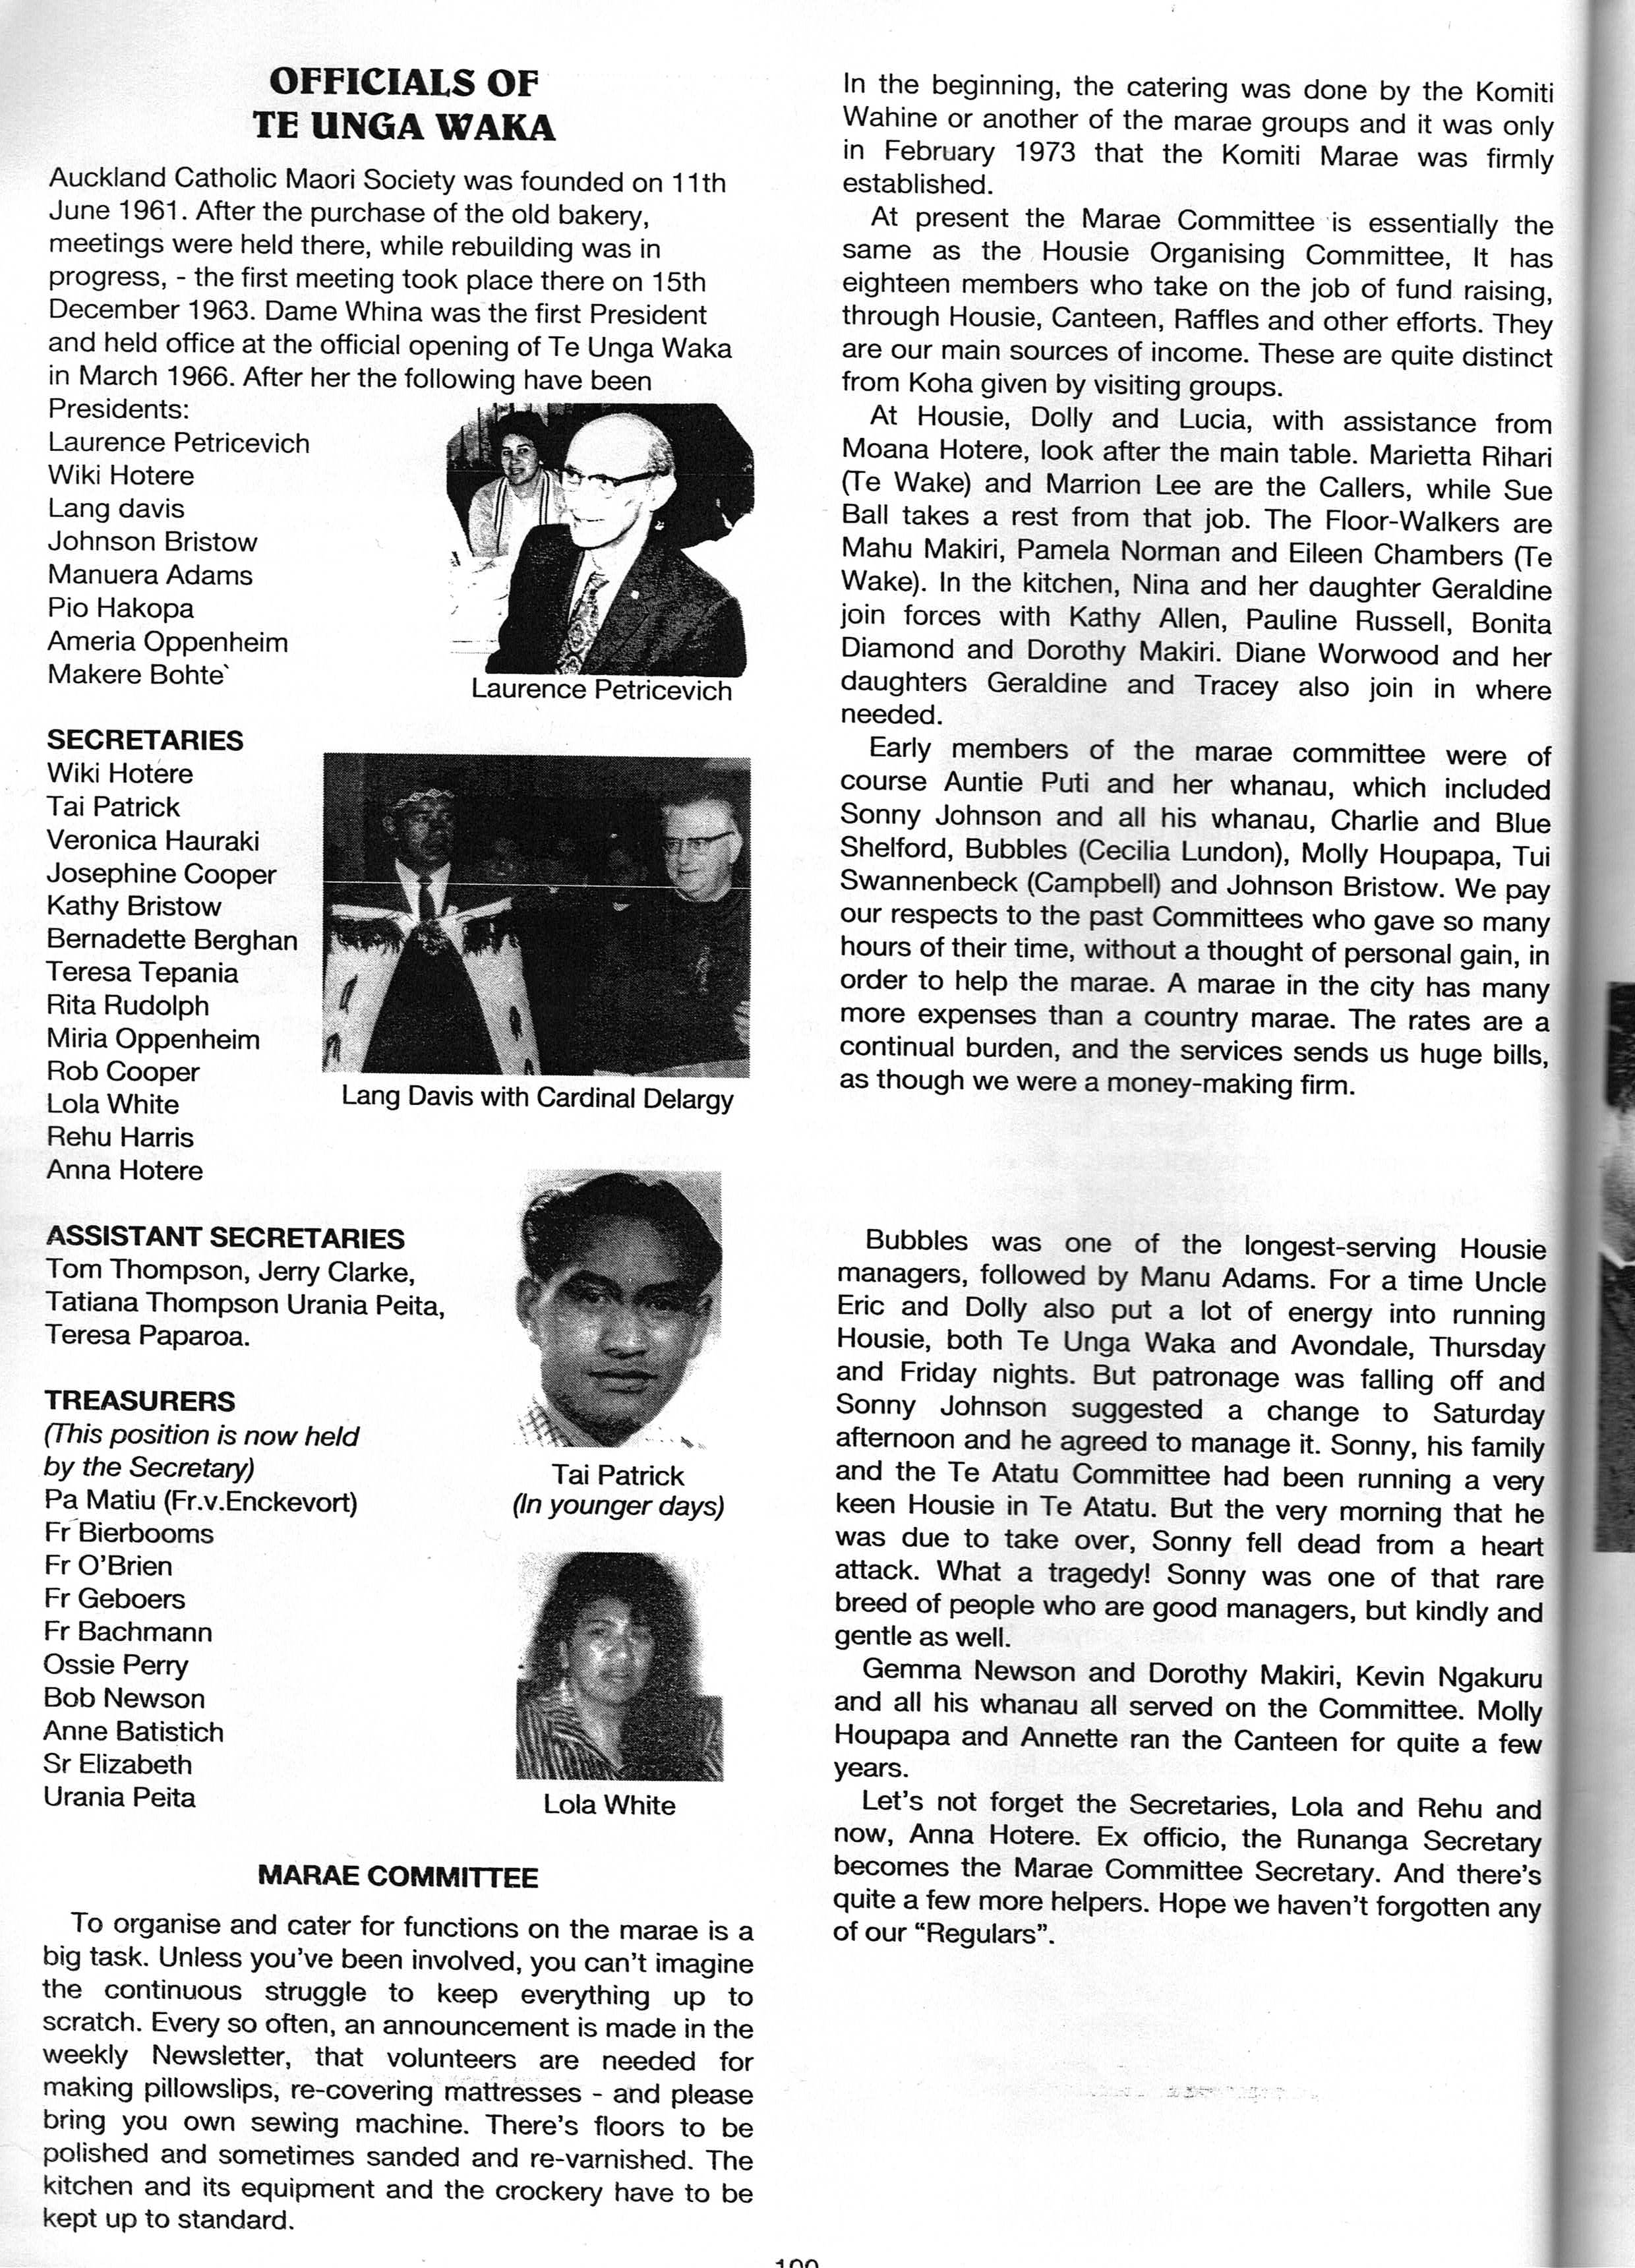 OFFICIALS OF
TE UNGA WAKA
Auckland Catholic Maori Society was founded on 11th
June 1961. After the purchase of the old bakery,
meetings were held there, while rebuilding was in
progress, - the first meeting took place there on 15th
December 1963. Dame Whina was the first President
and held office at the official opening of Te Unga Waka
in March 1966. After her the following have been
Presidents:
Laurence Petricevich
Wiki Hotere
Lang davis
Johnson Bristow
Manuera Adams
Pio Hakopa
Ameria Oppenheim
Makere Bohte`
Laurence Petricevich
SECRETARIES
Wiki Hotere
Tai Patrick
Veronica Hauraki
Josephine Cooper
Kathy Bristow
Bernadette Berghan
Teresa Tepania
Rita Rudolph
Miria Oppenheim
Rob Cooper
Lola White
Rehu Harris
Anna Hotere
Lang Davis with Cardinal Delargy
ASSISTANT SECRETARIES
Tom Thompson, Jerry Clarke,
Tatiana Thompson Urania Peita,
Teresa Paparoa.
TREASURERS
(This position is now held
by the Secretary)
Pa Matiu (Fr.v.Enckevort)
Fr Bierbooms
Fr O'Brien
Fr Geboers
Fr Bachmann
Ossie Perry
Bob Newson
Anne Batistich
Sr Elizabeth
Urania Peita
Tai Patrick
(In younger days)
Lola White
MARAE COMMITTEE
To organise and cater for functions on the marae is a
big task. Unless you've been involved, you can't imagine
the continuous struggle to keep everything up to
scratch. Every so often, an announcement is made in the
weekly Newsletter, that volunteers are needed for
making pillowslips, re-covering mattresses - and please
bring you own sewing machine. There's floors to be
polished and sometimes sanded and re-varnished. The
kitchen and its equipment and the crockery have to be
kept up to standard.
In the beginning, the catering was done by the Komiti
Wahine or another of the marae groups and it was only
in February 1973 that the Komiti Marae was firmly
established.
At present the Marae Committee is essentially the
same as the Housie Organising Committee, It has
eighteen members who take on the job of fund raising,
through Housie, Canteen, Raffles and other efforts. They
are our main sources of income. These are quite distinct
from Koha given by visiting groups.
At Housie, Dolly and Lucia, with assistance from
Moana Hotere, look after the main table. Marietta Rihari
(Te Wake) and Marrion Lee are the Callers, while Sue
Ball takes a rest from that job. The Floor-Walkers are
Mahu Makiri, Pamela Norman and Eileen Chambers (Te
Wake). In the kitchen, Nina and her daughter Geraldine
join forces with Kathy Allen, Pauline Russell, Bonita
Diamond and Dorothy Makiri. Diane Worwood and her
daughters Geraldine and Tracey also join in where
needed.
Early members of the marae committee were of
course Auntie Puti and her whanau, which included
Sonny Johnson and all his whanau, Charlie and Blue
Shelford, Bubbles (Cecilia Lundon), Molly Houpapa, Tui
Swannenbeck (Campbell) and Johnson Bristow. We pay
our respects to the past Committees who gave so many
hours of their time, without a thought of personal gain, in
order to help the marae. A marae in the city has many
more expenses than a country marae. The rates are a
continual burden, and the services sends us huge bills,
as though we were a money-making firm.
Bubbles was one of the longest-serving Housie
managers, followed by Manu Adams. For a time Uncle
Eric and Dolly also put a lot of energy into running
Housie, both Te Unga Waka and Avondale, Thursday
and Friday nights. But patronage was falling off and
Sonny Johnson suggested a change to Saturday
afternoon and he agreed to manage it. Sonny, his family
and the Te Atatu Committee had been running a very
keen Housie in Te Atatu. But the very morning that he
was due to take over, Sonny fell dead from a heart
attack. What a tragedy! Sonny was one of that rare
breed of people who are good managers, but kindly and
gentle as well.
Gemma Newson and Dorothy Makiri, Kevin Ngakuru
and all his whanau all served on the Committee. Molly
Houpapa and Annette ran the Canteen for quite a few
years.
Let's not forget the Secretaries, Lola and Rehu and
now, Anna Hotere. Ex officio, the Runanga Secretary
becomes the Marae Committee Secretary. And there's
quite a few more helpers. Hope we haven't forgotten any
of our “Regulars”.